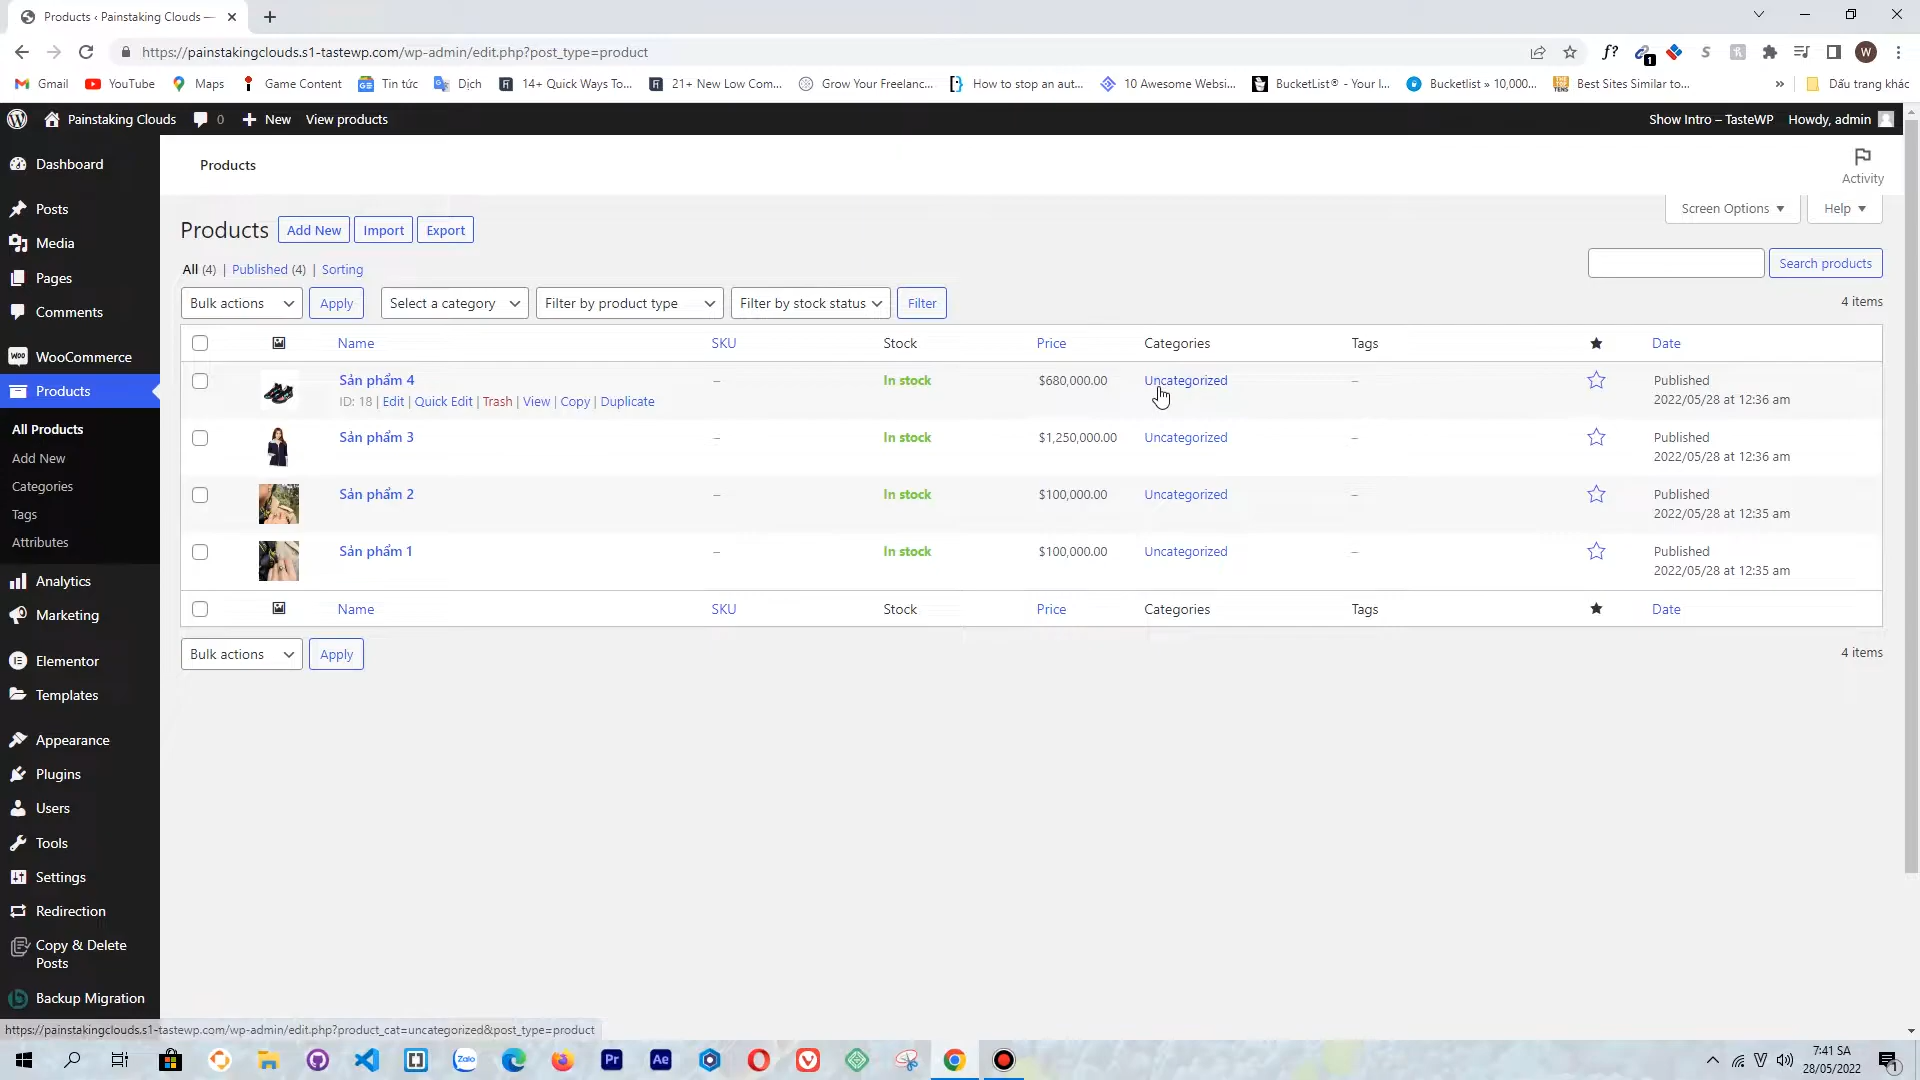 Products ‹ Painstaking Clouds —
https://painstakingclouds.s1-tastewp.com/wp-admin/edit.php?post_type=product
Gmail YouTube Maps Game Content Tin tức Dịch 14+ Quick Ways To... 21+ New Low Com... Grow Your Freelanc... How to stop an aut... 10 Awesome Websi... BucketList® - Your l... Bucketlist » 10,000... Best Sites Similar to... » Dấu trang khác
Painstaking Clouds 0 New View products Show Intro – TasteWP Howdy, admin
Products
Activity
Screen Options Help
Products Add New Import Export
All (4) | Published (4) | Sorting
Search products
Bulk actions Apply Select a category Filter by product type Filter by stock status Filter
4 items
Name SKU Stock Price Categories Tags Date
Sản phẩm 4 – In stock $680,000.00 Uncategorized – Published
ID: 18 | Edit | Quick Edit | Trash | View | Copy | Duplicate 2022/05/28 at 12:36 am
Sản phẩm 3 – In stock $1,250,000.00 Uncategorized – Published
2022/05/28 at 12:36 am
Sản phẩm 2 – In stock $100,000.00 Uncategorized – Published
2022/05/28 at 12:35 am
Sản phẩm 1 – In stock $100,000.00 Uncategorized – Published
2022/05/28 at 12:35 am
Name SKU Stock Price Categories Tags Date
Bulk actions Apply
4 items
Dashboard
Posts
Media
Pages
Comments
WooCommerce
Products
All Products
Add New
Categories
Tags
Attributes
Analytics
Marketing
Elementor
Templates
Appearance
Plugins
Users
Tools
Settings
Redirection
Copy & Delete
Posts
Backup Migration
https://painstakingclouds.s1-tastewp.com/wp-admin/edit.php?product_cat=uncategorized&post_type=product
Zalo Pr Ae
7:41 SA
28/05/2022